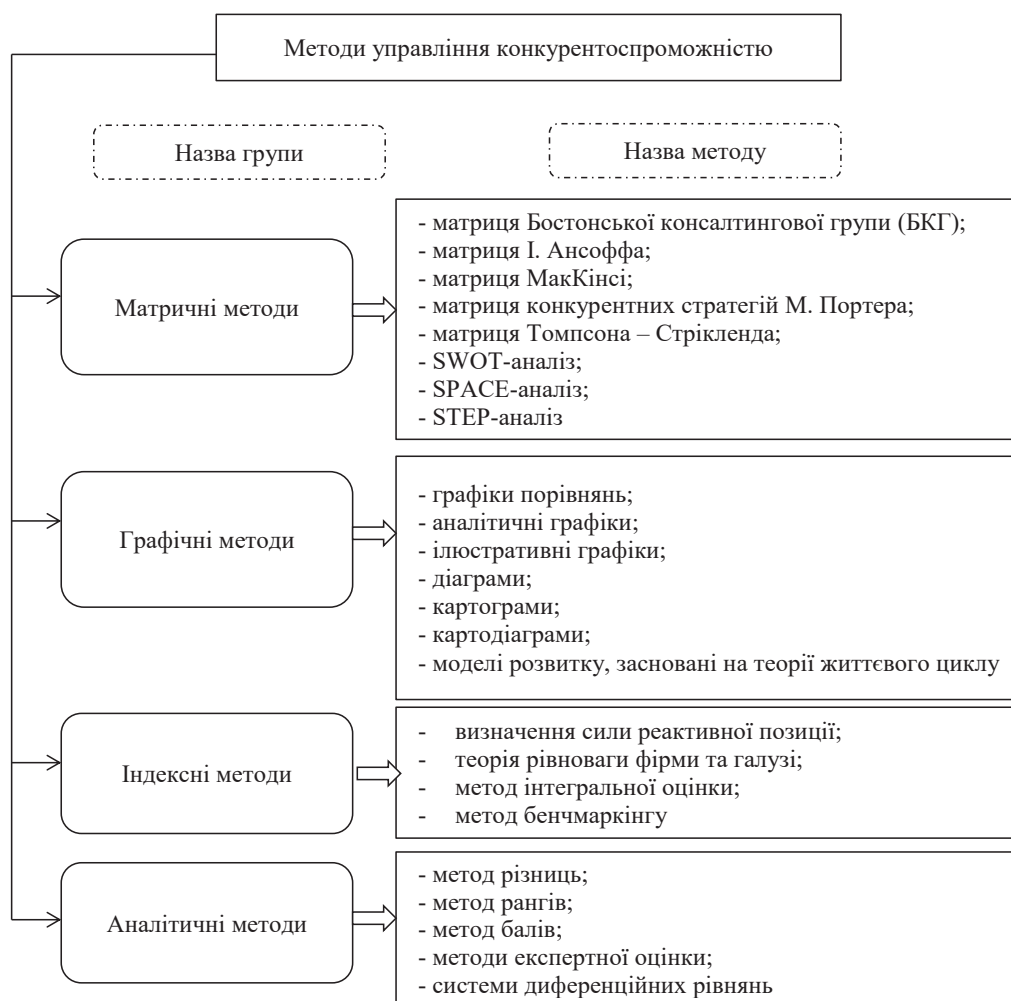 Методи управління конкурентоспроможністю
Назва групи
Назва методу
Матричні методи
- матриця Бостонської консалтингової групи (БКГ);
- матриця І. Ансоффа;
- матриця МакКінсі;
- матриця конкурентних стратегій М. Портера;
- матриця Томпсона – Стрікленда;
- SWOT-аналіз;
- SPACE-аналіз;
- STEP-аналіз
Графічні методи
- графіки порівнянь;
- аналітичні графіки;
- ілюстративні графіки;
- діаграми;
- картограми;
- картодіаграми;
- моделі розвитку, засновані на теорії життєвого циклу
Індексні методи
- визначення сили реактивної позиції;
- теорія рівноваги фірми та галузі;
- метод інтегральної оцінки;
- метод бенчмаркінгу
Аналітичні методи
- метод різниць;
- метод рангів;
- метод балів;
- методи експертної оцінки;
- системи диференційних рівнянь